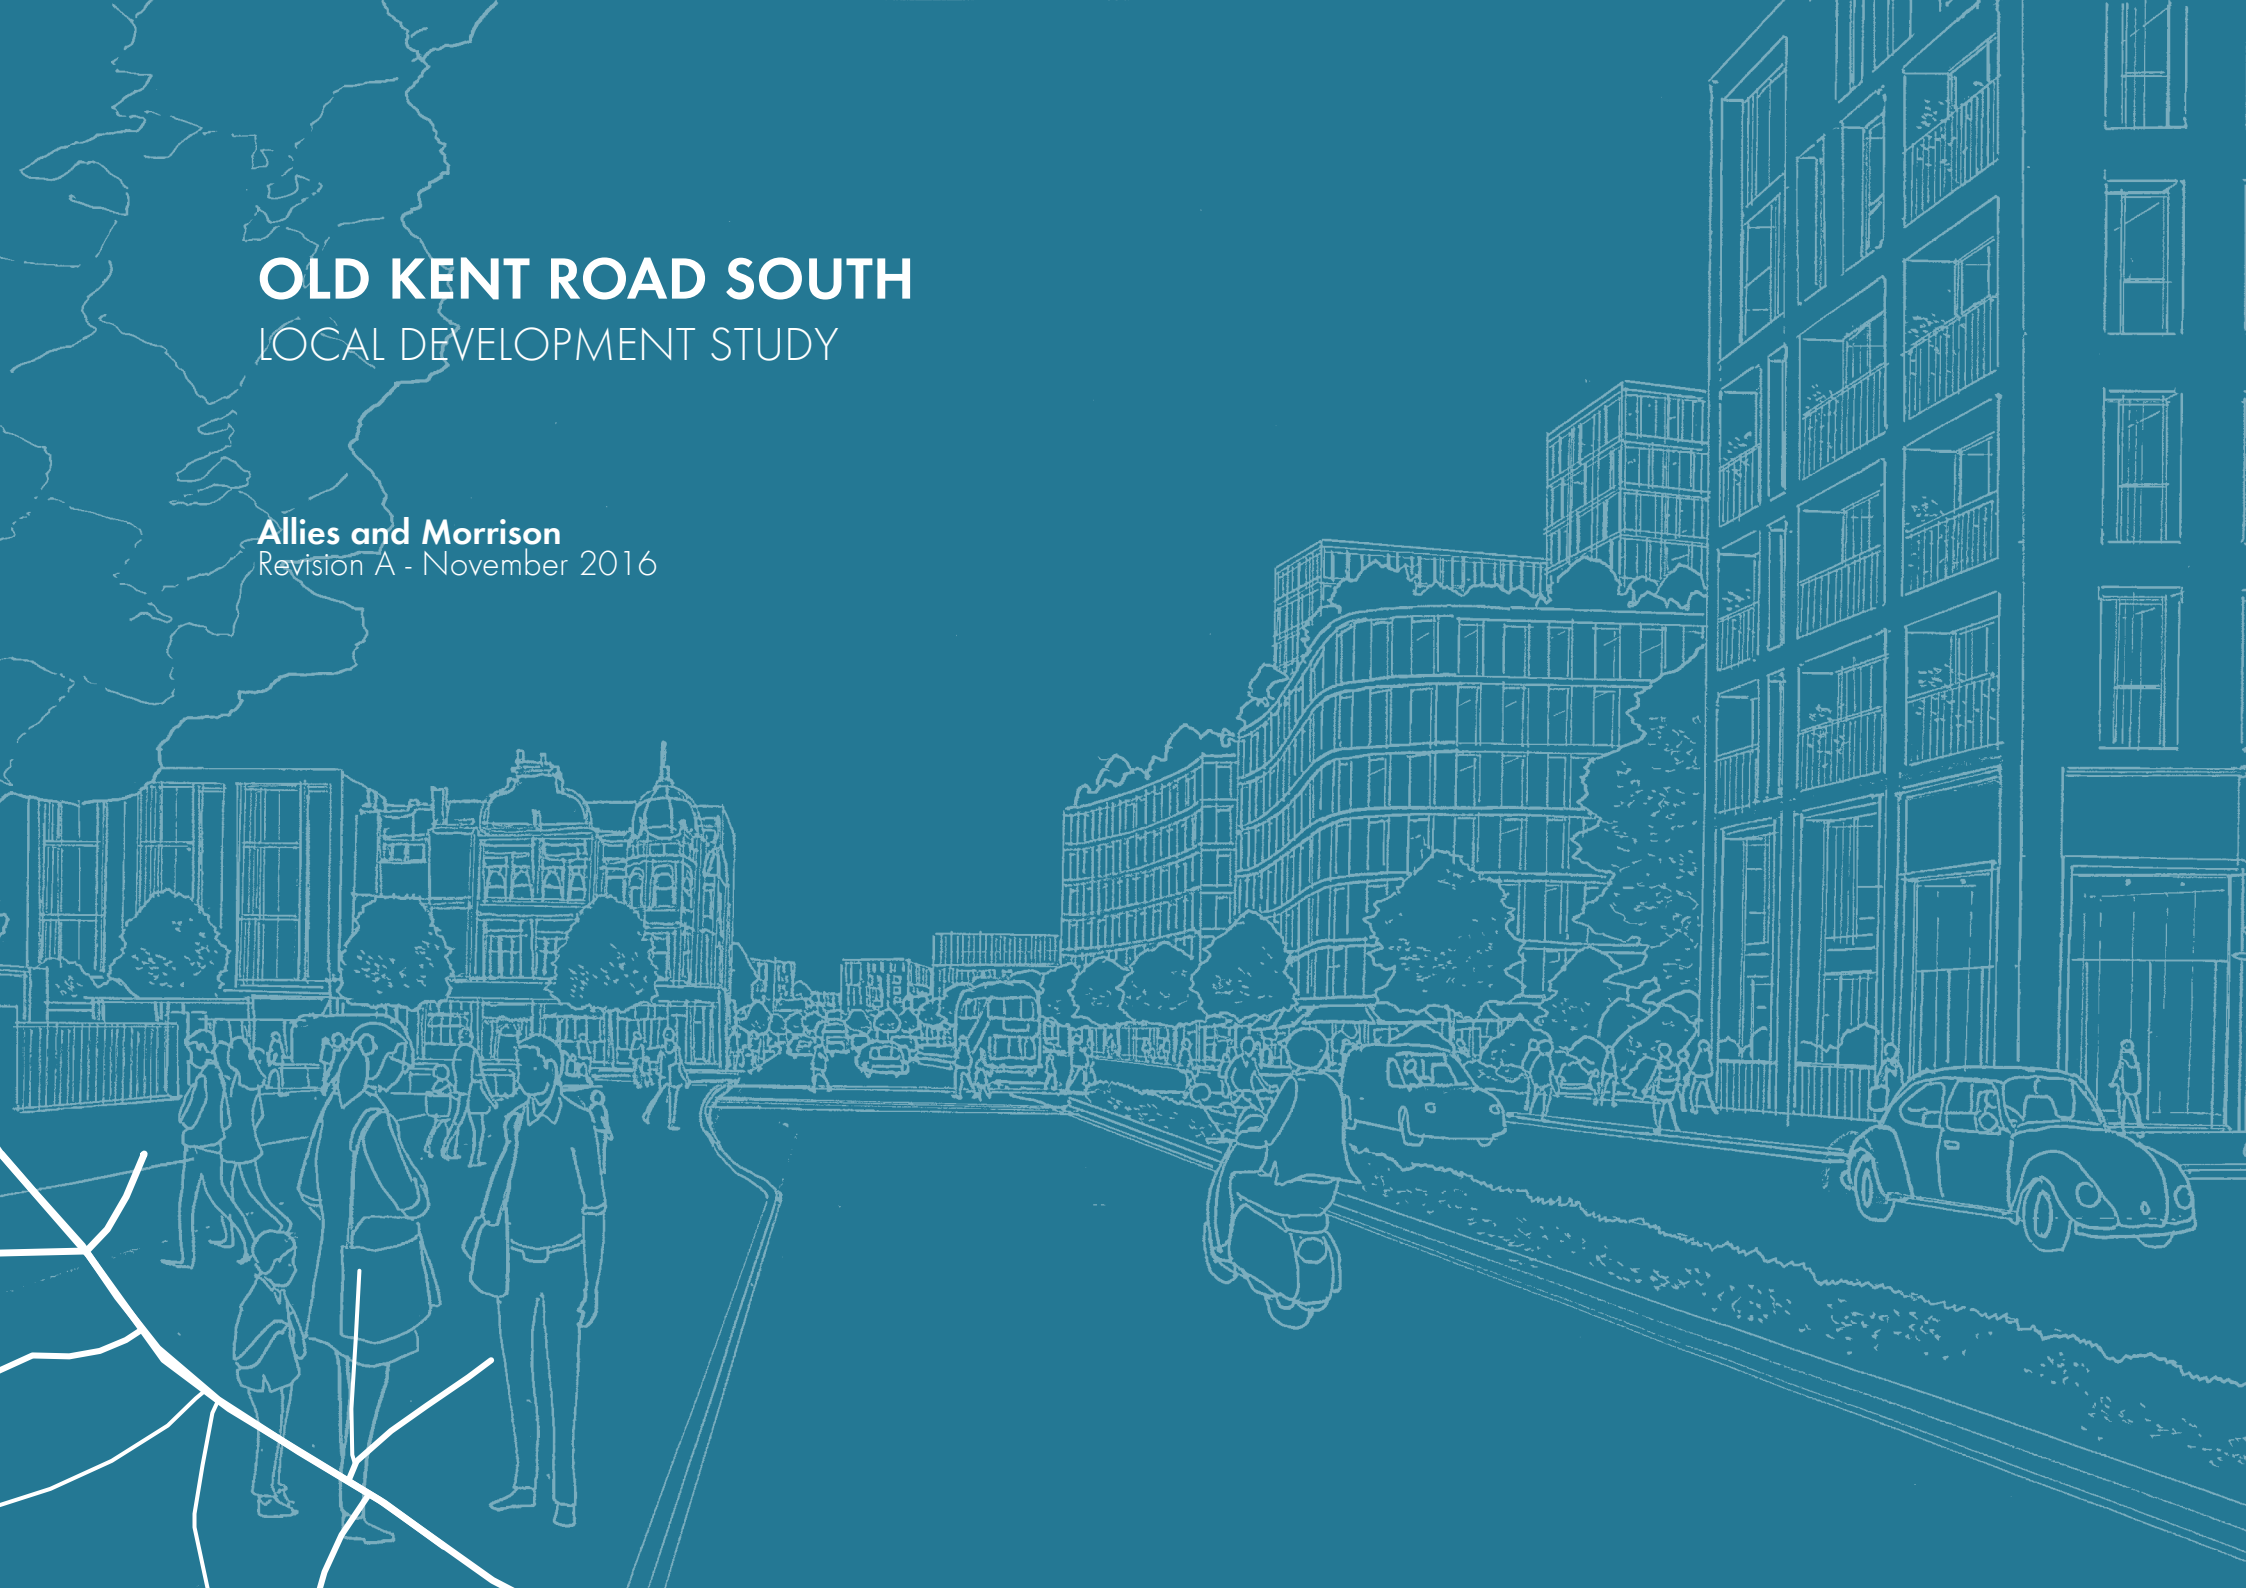 OLD KENT ROAD SOUTH
LOCAL DEVELOPMENT STUDY
Allies and Morrison
Revision A - November 2016